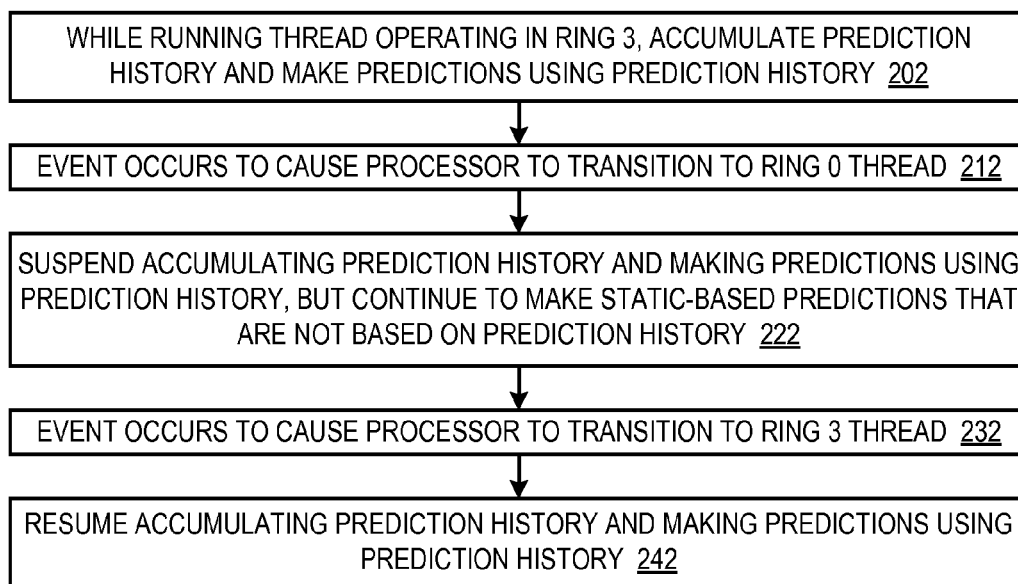 WHILE RUNNING THREAD OPERATING IN RING 3, ACCUMULATE PREDICTION
HISTORY AND MAKE PREDICTIONS USING PREDICTION HISTORY 202
EVENT OCCURS TO CAUSE PROCESSOR TO TRANSITION TO RING 0 THREAD 212
SUSPEND ACCUMULATING PREDICTION HISTORY AND MAKING PREDICTIONS USING
PREDICTION HISTORY, BUT CONTINUE TO MAKE STATIC-BASED PREDICTIONS THAT
ARE NOT BASED ON PREDICTION HISTORY 222
EVENT OCCURS TO CAUSE PROCESSOR TO TRANSITION TO RING 3 THREAD 232
RESUME ACCUMULATING PREDICTION HISTORY AND MAKING PREDICTIONS USING
PREDICTION HISTORY 242